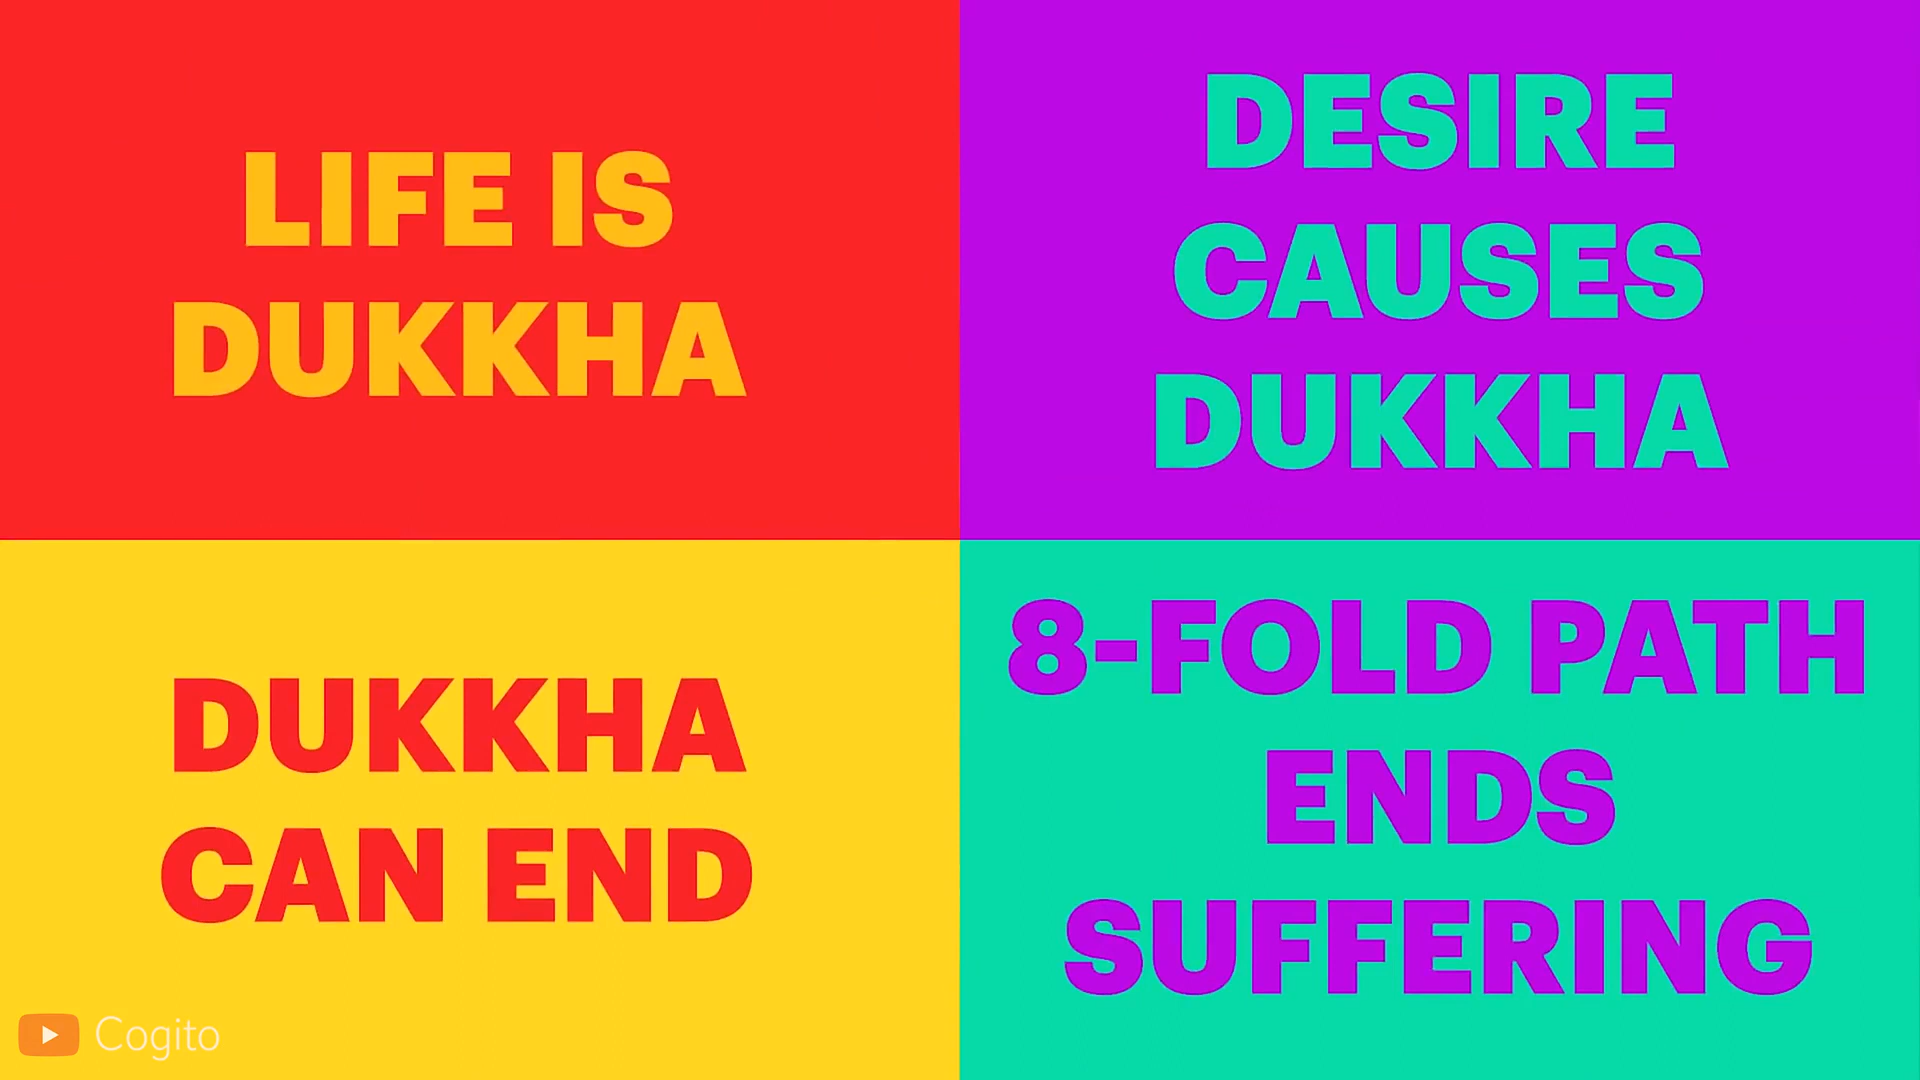 LIFE IS
DUKKHA
DESIRE
CAUSES
DUKKHA
DUKKHA
CAN END
8-FOLD PATH
ENDS
SUFFERING
Cogito